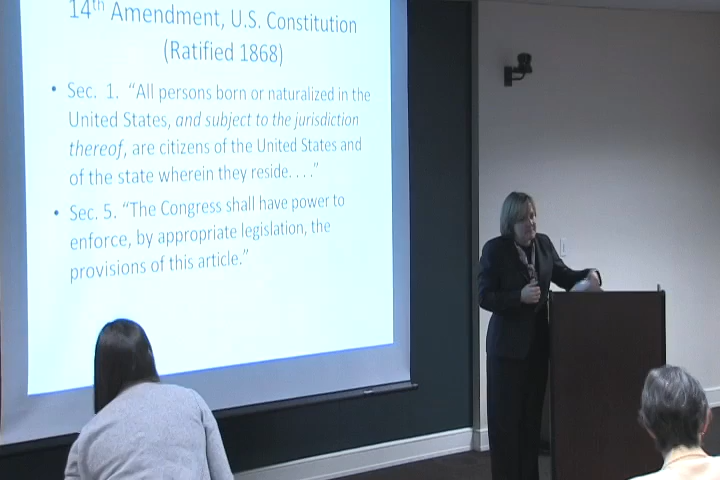 14th Amendment, U.S. Constitution
(Ratified 1868)
• Sec. 1. “All persons born or naturalized in the
United States, and subject to the jurisdiction
thereof, are citizens of the United States and
of the state wherein they reside. . . .”
• Sec. 5. “The Congress shall have power to
enforce, by appropriate legislation, the
provisions of this article.”